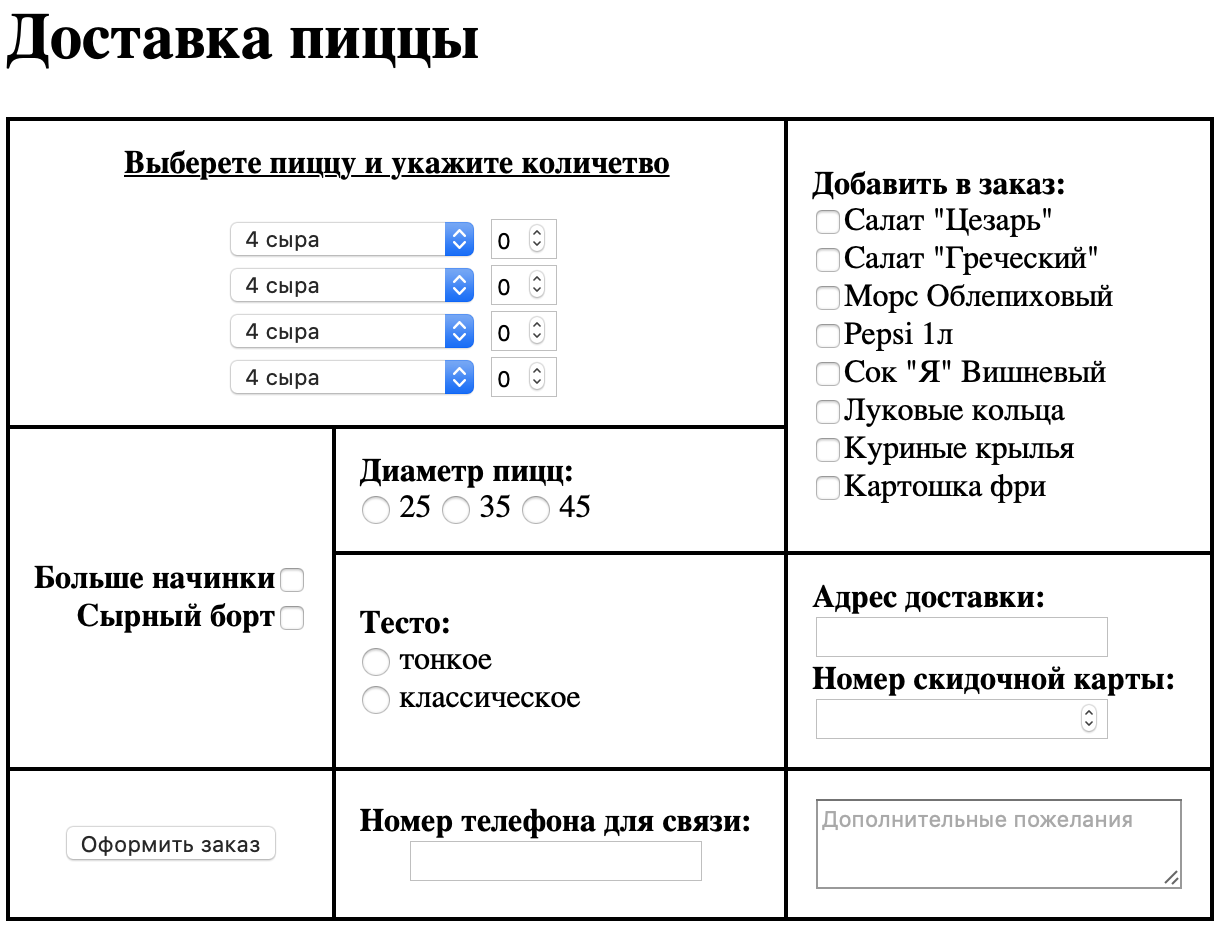 Доставка пиццы
Выберете пиццу и укажите количетво
4 сыра 0
4 сыра 0
4 сыра 0
4 сыра 0
Добавить в заказ:
Салат "Цезарь"
Салат "Греческий"
Морс Облепиховый
Pepsi 1л
Сок "Я" Вишневый
Луковые кольца
Куриные крылья
Картошка фри
Больше начинки
Сырный борт
Диаметр пицц:
25 35 45
Тесто:
тонкое
классическое
Адрес доставки:
Номер скидочной карты:
Оформить заказ
Номер телефона для связи:
Дополнительные пожелания